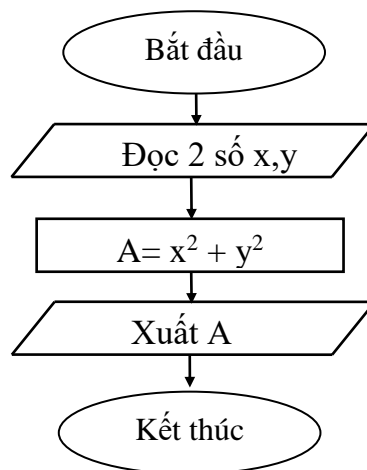 Bắt đầu
Đọc 2 số x,y
A= x² + y²
Xuất A
Kết thúc